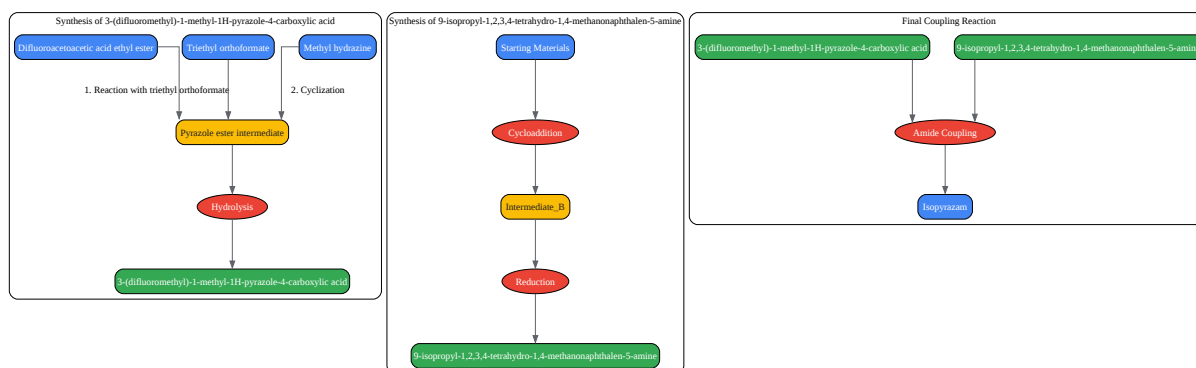 Synthesis of 3-(difluoromethyl)-1-methyl-1H-pyrazole-4-carboxylic acid
Difluoroacetoacetic acid ethyl ester
Triethyl orthoformate
Methyl hydrazine
1. Reaction with triethyl orthoformate
2. Cyclization
Pyrazole ester intermediate
Hydrolysis
3-(difluoromethyl)-1-methyl-1H-pyrazole-4-carboxylic acid
Synthesis of 9-isopropyl-1,2,3,4-tetrahydro-1,4-methanonaphthalen-5-amine
Starting Materials
Cycloaddition
Intermediate_B
Reduction
9-isopropyl-1,2,3,4-tetrahydro-1,4-methanonaphthalen-5-amine
Final Coupling Reaction
3-(difluoromethyl)-1-methyl-1H-pyrazole-4-carboxylic acid
9-isopropyl-1,2,3,4-tetrahydro-1,4-methanonaphthalen-5-amine
Amide Coupling
Isopyrazam